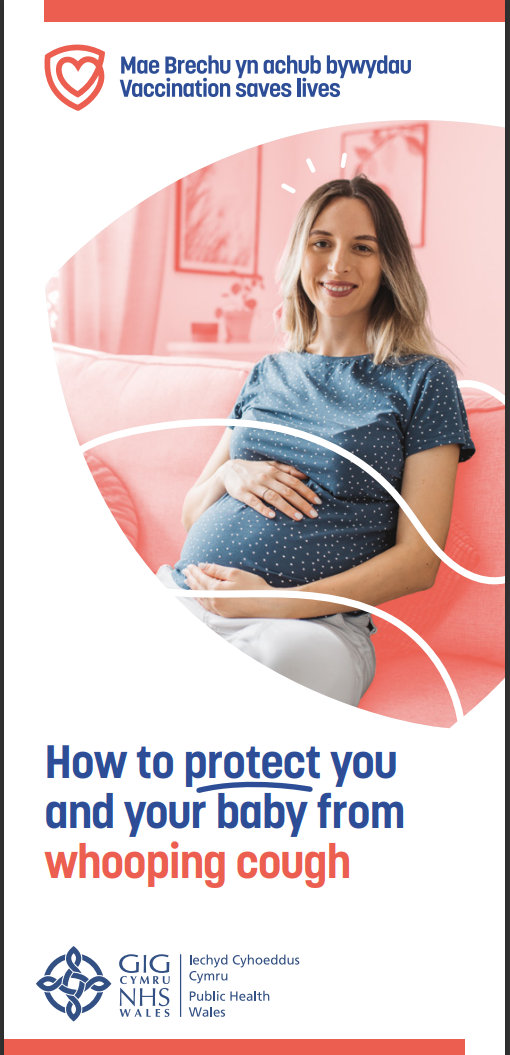 Mae Brechu yn achub bywydau
Vaccination saves lives
How to protect you
and your baby from
whooping cough
GIG
CYMRU
NHS
WALES
Iechyd Cyhoeddus
Cymru
Public Health
Wales